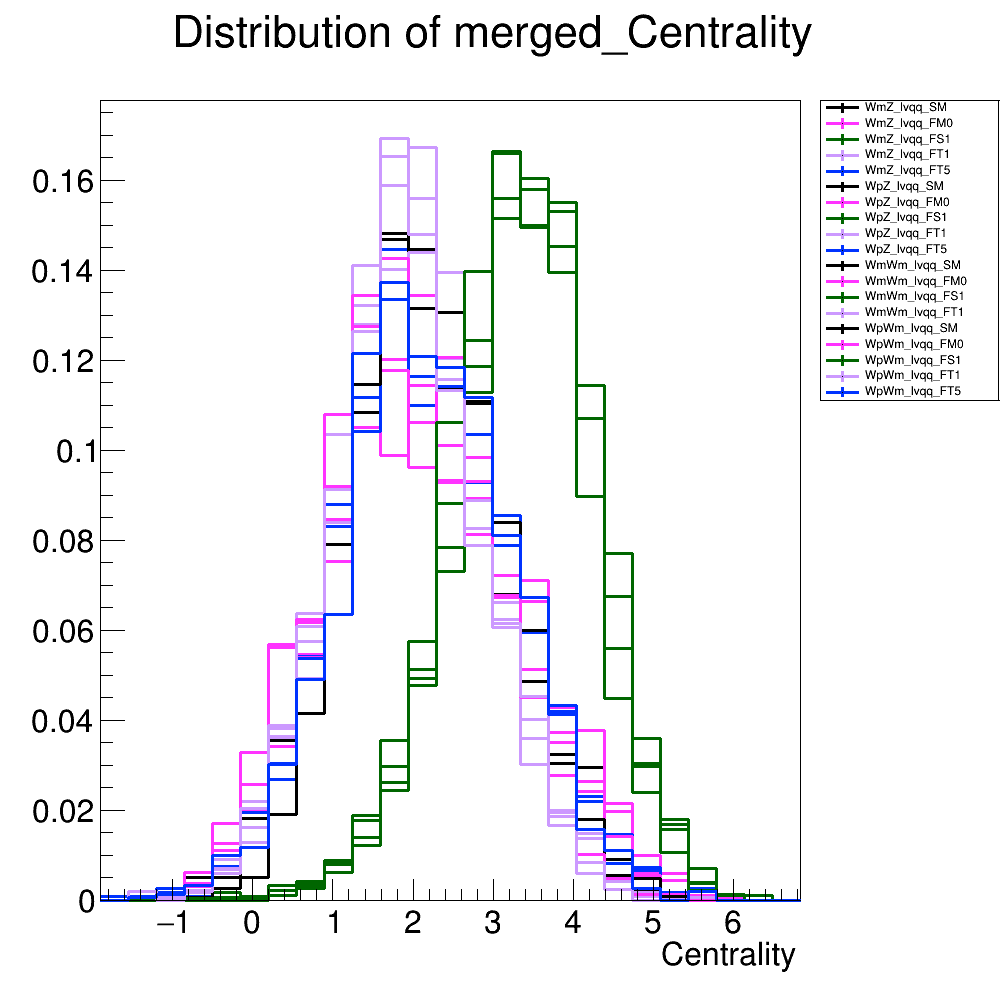 Distribution of merged_Centrality
WmZ_lvqq_SM
WmZ_lvqq_FM0
WmZ_lvqq_FS1
WmZ_lvqq_FT1
WmZ_lvqq_FT5
WpZ_lvqq_SM
WpZ_lvqq_FM0
WpZ_lvqq_FS1
WpZ_lvqq_FT1
WpZ_lvqq_FT5
WmWm_lvqq_SM
WmWm_lvqq_FM0
WmWm_lvqq_FS1
WmWm_lvqq_FT1
WpWm_lvqq_SM
WpWm_lvqq_FM0
WpWm_lvqq_FS1
WpWm_lvqq_FT1
WpWm_lvqq_FT5
0.16
0.14
0.12
0.1
0.08
0.06
0.04
0.02
0
−1 0 1 2 3 4 5 6
Centrality